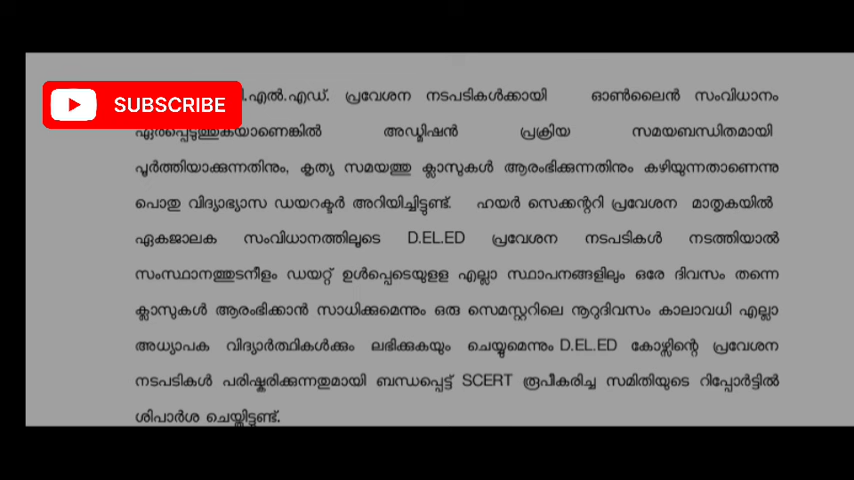 SUBSCRIBE
.എൽ.എഡ്. പ്രവേശന നടപടികൾക്കായി ഓൺലൈൻ സംവിധാനം
ഏർപ്പെടുത്തുകയാണെങ്കിൽ അഡ്മിഷൻ പ്രക്രിയ സമയബന്ധിതമായി
പൂർത്തിയാക്കുന്നതിനും, കൃത്യ സമയത്തു ക്ലാസുകൾ ആരംഭിക്കുന്നതിനും കഴിയുന്നതാണെന്നു
പൊതു വിദ്യാഭ്യാസ ഡയറക്ടർ അറിയിച്ചിട്ടുണ്ട്. ഹയർ സെക്കന്ററി പ്രവേശന മാതൃകയിൽ
ഏകജാലക സംവിധാനത്തിലൂടെ D.EL.ED പ്രവേശന നടപടികൾ നടത്തിയാൽ
സംസ്ഥാനത്തുടനീളം ഡയറ്റ് ഉൾപ്പെടെയുളള എല്ലാ സ്ഥാപനങ്ങളിലും ഒരേ ദിവസം തന്നെ
ക്ലാസുകൾ ആരംഭിക്കാൻ സാധിക്കുമെന്നും ഒരു സെമസ്റ്ററിലെ നൂറുദിവസം കാലാവധി എല്ലാ
അധ്യാപക വിദ്യാർത്ഥികൾക്കും ലഭിക്കുകയും ചെയ്യുമെന്നും D.EL.ED കോഴ്സിന്റെ പ്രവേശന
നടപടികൾ പരിഷ്കരിക്കുന്നതുമായി ബന്ധപ്പെട്ട് SCERT രൂപീകരിച്ച സമിതിയുടെ റിപ്പോർട്ടിൽ
ശിപാർശ ചെയ്തിട്ടുണ്ട്.